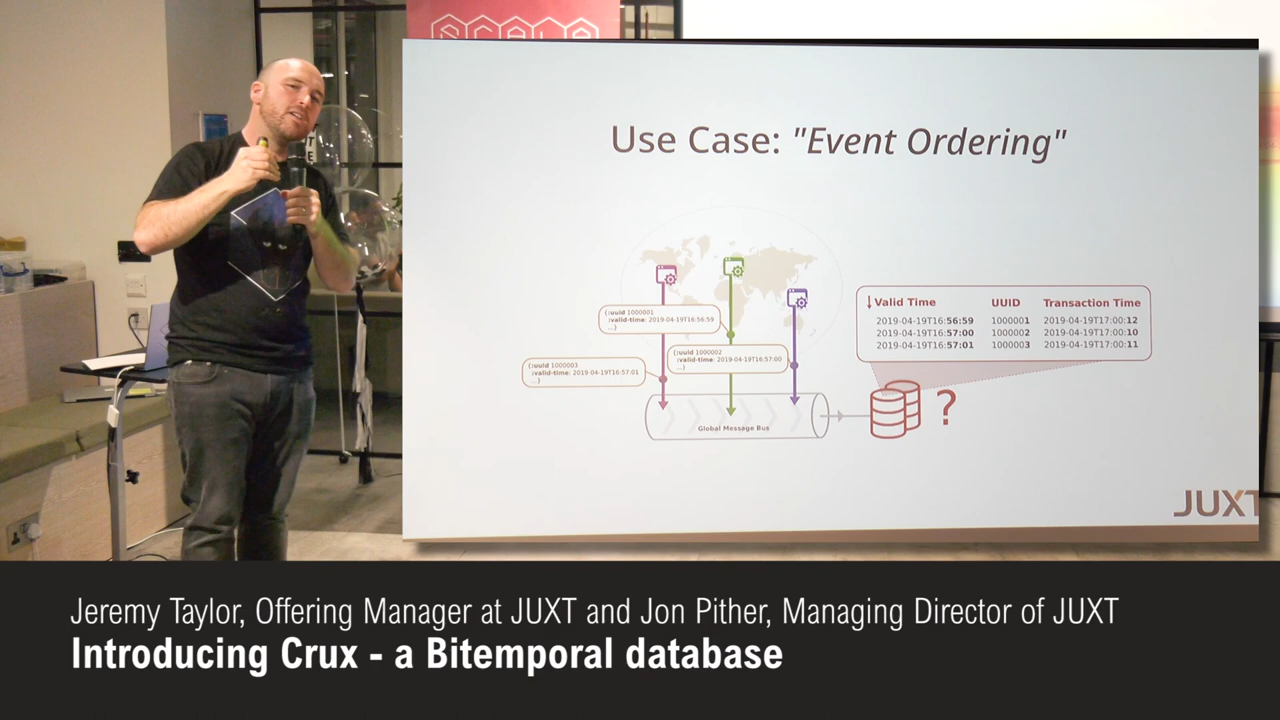 SCALA
Use Case: "Event Ordering"
{:uuid 1000001
:valid-time: 2019-04-19T16:56:59
...}
{:uuid 1000002
:valid-time: 2019-04-19T16:57:00
...}
{:uuid 1000003
:valid-time: 2019-04-19T16:57:01
...}
Global Message Bus
↓ Valid Time UUID Transaction Time
2019-04-19T16:56:59 1000001 2019-04-19T17:00:12
2019-04-19T16:57:00 1000002 2019-04-19T17:00:10
2019-04-19T16:57:01 1000003 2019-04-19T17:00:11
?
JUXT
Jeremy Taylor, Offering Manager at JUXT and Jon Pither, Managing Director of JUXT
Introducing Crux - a Bitemporal database